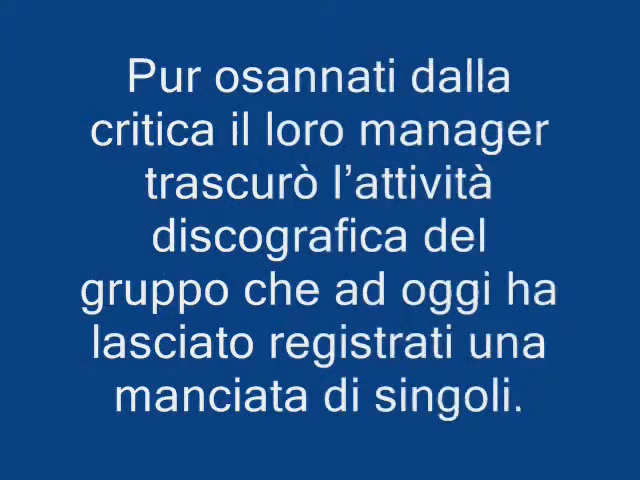 Pur osannati dalla
critica il loro manager
trascurò l’attività
discografica del
gruppo che ad oggi ha
lasciato registrati una
manciata di singoli.